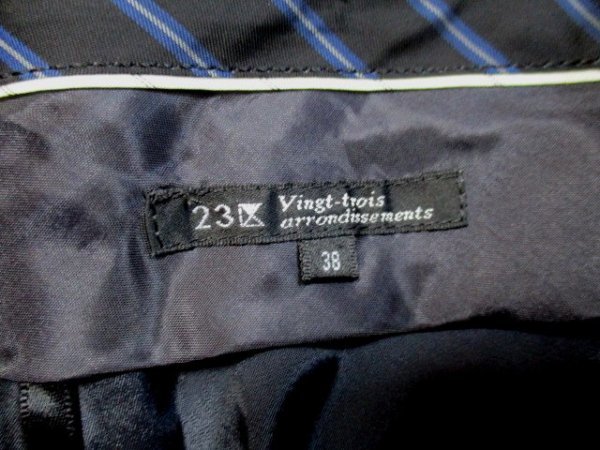 23区 Vingt-trois
arrondissements
38